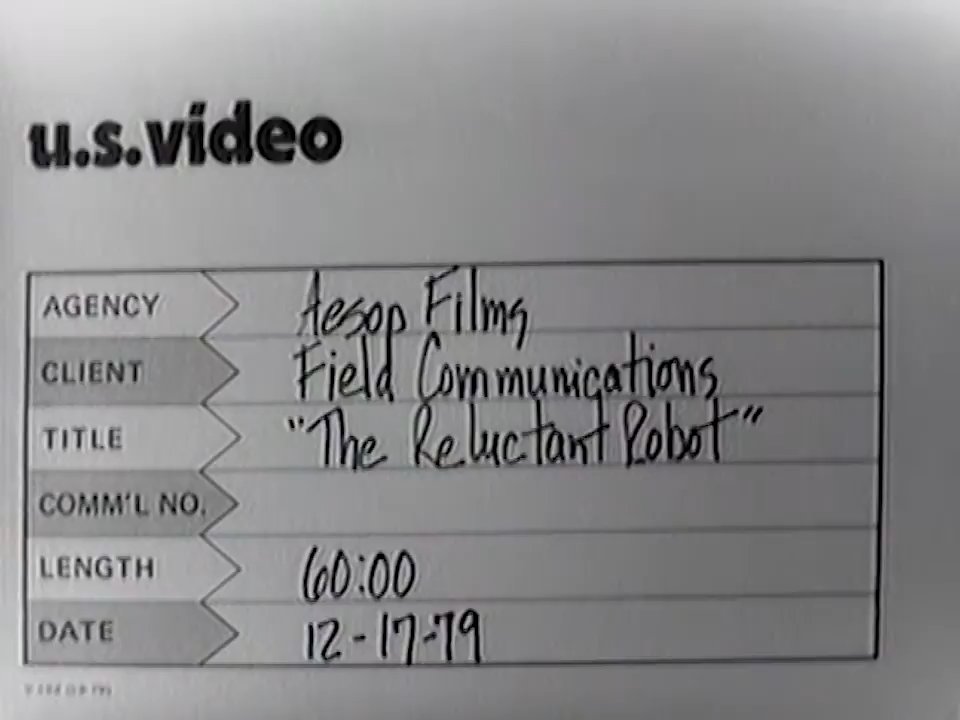 u.s.video
AGENCY Aesop Films
CLIENT Field Communications
TITLE "The Reluctant Robot"
COMM'L NO.
LENGTH 60:00
DATE 12-17-79